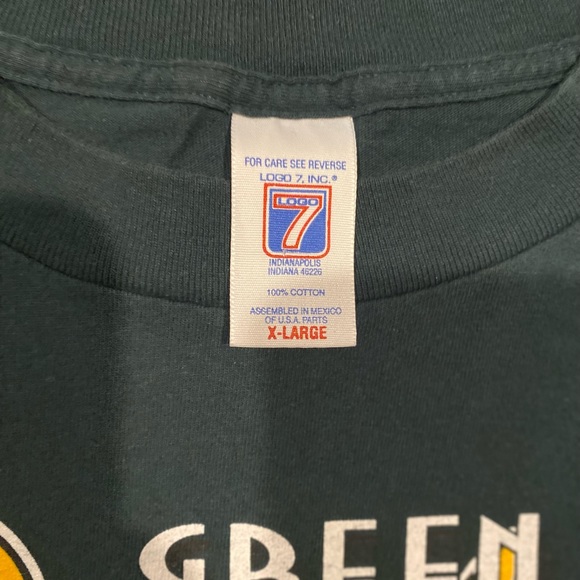 FOR CARE SEE REVERSE
LOGO 7, INC.®
LOGO
7
INDIANAPOLIS
INDIANA 46226
100% COTTON
ASSEMBLED IN MEXICO
OF U.S.A. PARTS
X-LARGE
GREEN